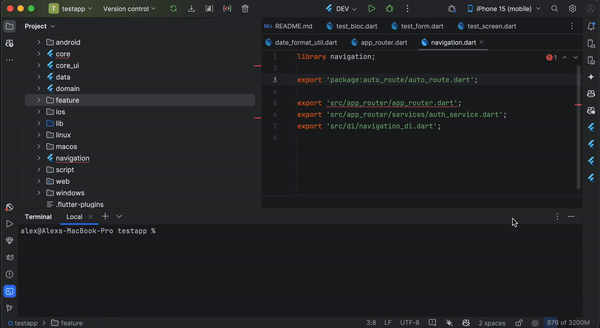 T testapp Version control DEV iPhone 15 (mobile)
Project
README.md test_bloc.dart test_form.dart test_screen.dart
date_format_util.dart app_router.dart navigation.dart
android
core
core_ui
data
domain
feature
ios
lib
linux
macos
navigation
script
web
windows
.flutter-plugins
1 library navigation; 1
2
3 export 'package:auto_route/auto_route.dart';
4
5 export 'src/app_router/app_router.dart';
6 export 'src/app_router/services/auth_service.dart';
7 export 'src/di/navigation_di.dart';
8
Terminal Local
alex@Alexs-MacBook-Pro testapp %
testapp > feature 3:8 LF UTF-8 2 spaces 876 of 3200M